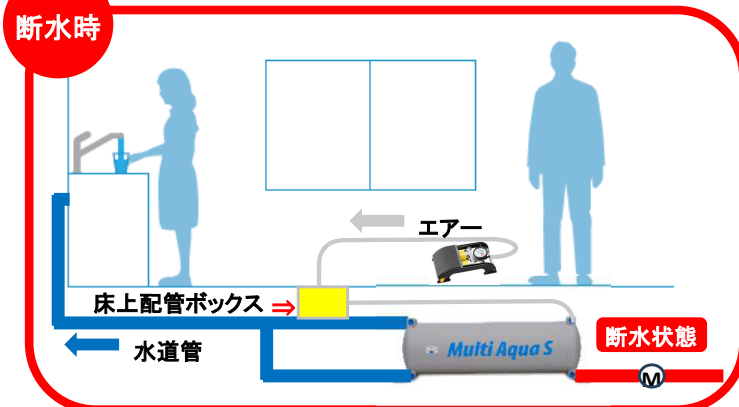 断水時
エアー
床上配管ボックス ⇒
水道管
Multi Aqua S
断水状態
M